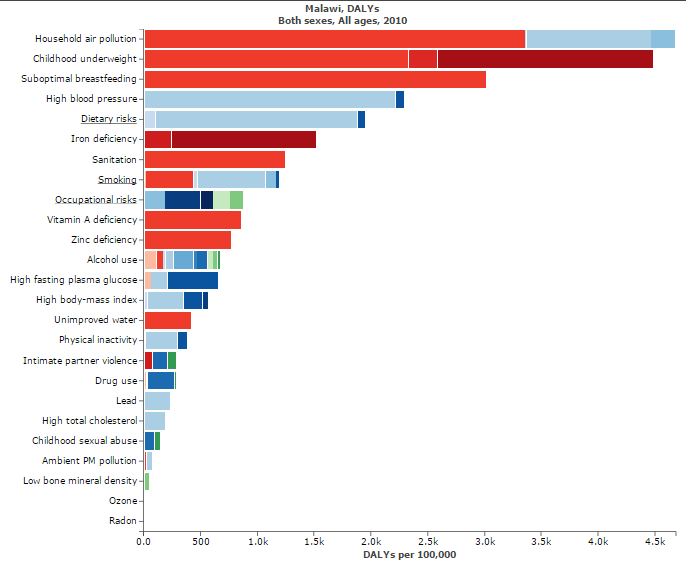 Malawi, DALYs
Both sexes, All ages, 2010
Household air pollution
Childhood underweight
Suboptimal breastfeeding
High blood pressure
Dietary risks
Iron deficiency
Sanitation
Smoking
Occupational risks
Vitamin A deficiency
Zinc deficiency
Alcohol use
High fasting plasma glucose
High body-mass index
Unimproved water
Physical inactivity
Intimate partner violence
Drug use
Lead
High total cholesterol
Childhood sexual abuse
Ambient PM pollution
Low bone mineral density
Ozone
Radon
0.0 500 1.0k 1.5k 2.0k 2.5k 3.0k 3.5k 4.0k 4.5k
DALYs per 100,000